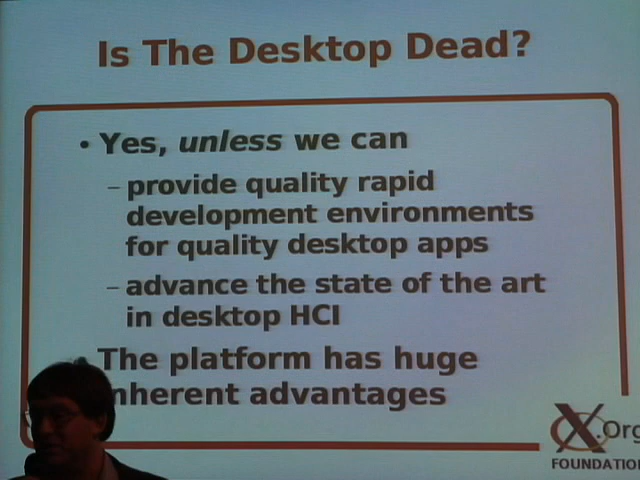 Is The Desktop Dead?
• Yes, unless we can
– provide quality rapid
development environments
for quality desktop apps
– advance the state of the art
in desktop HCI
The platform has huge
advantages
X.Org
FOUNDATION